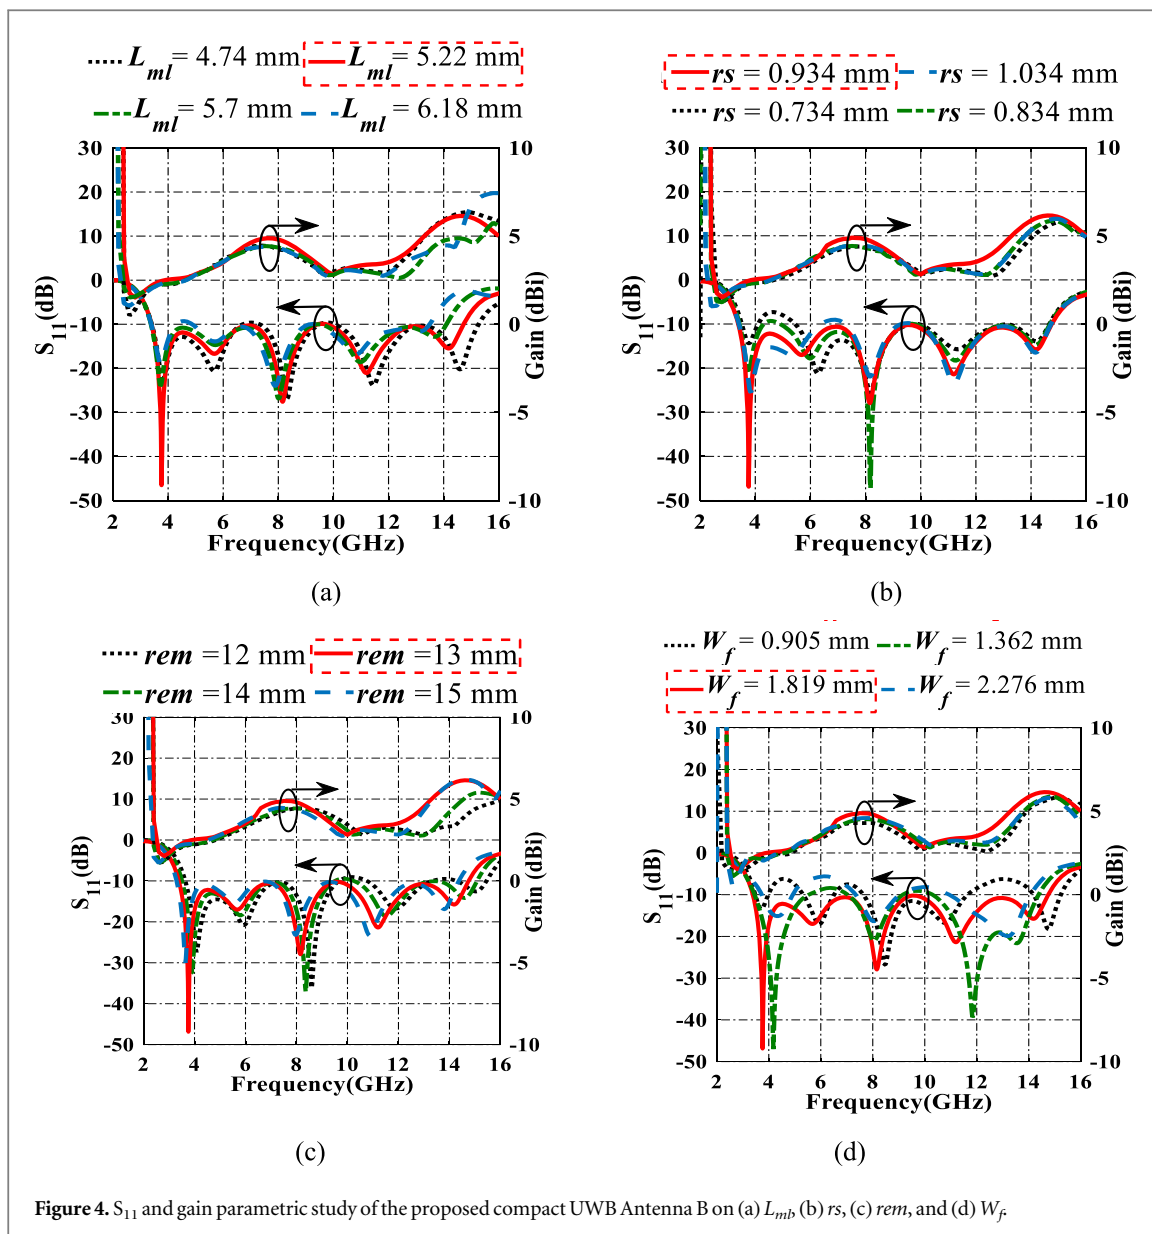 L_ml = 4.74 mm L_ml = 5.22 mm
L_ml = 5.7 mm L_ml = 6.18 mm
30 20 10 0 -10 -20 -30 -40 -50
S11(dB)
10 5 0 -5 -10
Gain (dBi)
2 4 6 8 10 12 14 16
Frequency(GHz)
(a)
rs = 0.934 mm rs = 1.034 mm
rs = 0.734 mm rs = 0.834 mm
30 20 10 0 -10 -20 -30 -40 -50
S11(dB)
10 5 0 -5 -10
Gain (dBi)
2 4 6 8 10 12 14 16
Frequency(GHz)
(b)
rem =12 mm rem =13 mm
rem =14 mm rem =15 mm
30 20 10 0 -10 -20 -30 -40 -50
S11(dB)
10 5 0 -5 -10
Gain (dBi)
2 4 6 8 10 12 14 16
Frequency(GHz)
(c)
W_f = 0.905 mm W_f = 1.362 mm
W_f = 1.819 mm W_f = 2.276 mm
30 20 10 0 -10 -20 -30 -40 -50
S11(dB)
10 5 0 -5 -10
Gain (dBi)
2 4 6 8 10 12 14 16
Frequency(GHz)
(d)
Figure 4. S11 and gain parametric study of the proposed compact UWB Antenna B on (a) L_ml, (b) rs, (c) rem, and (d) W_f.